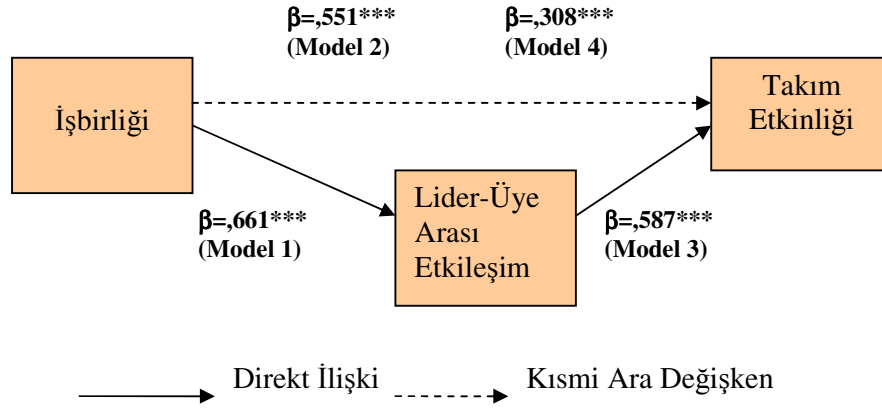 β=,551***
(Model 2)
β=,308***
(Model 4)
İşbirliği
Takım
Etkinliği
Lider-Üye
Arası
Etkileşim
β=,661***
(Model 1)
β=,587***
(Model 3)
Direkt İlişki
Kısmi Ara Değişken